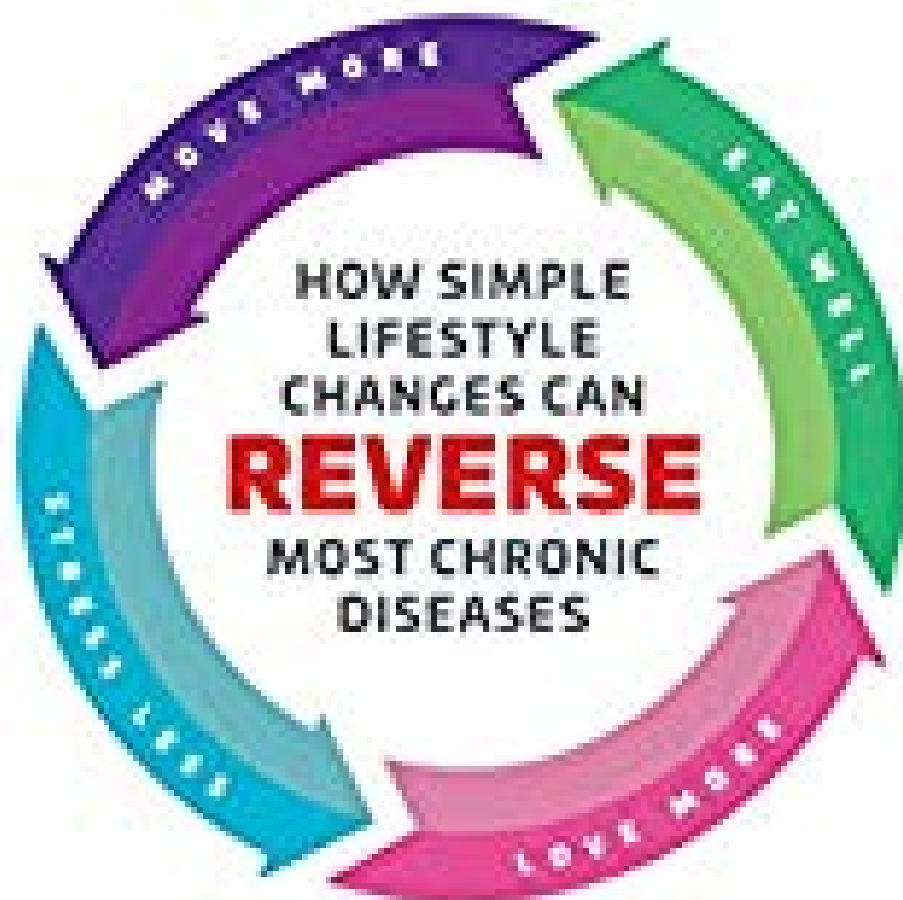 MOVE MORE
EAT WELL
HOW SIMPLE
LIFESTYLE
CHANGES CAN
REVERSE
MOST CHRONIC
DISEASES
STRESS LESS
LOVE MORE